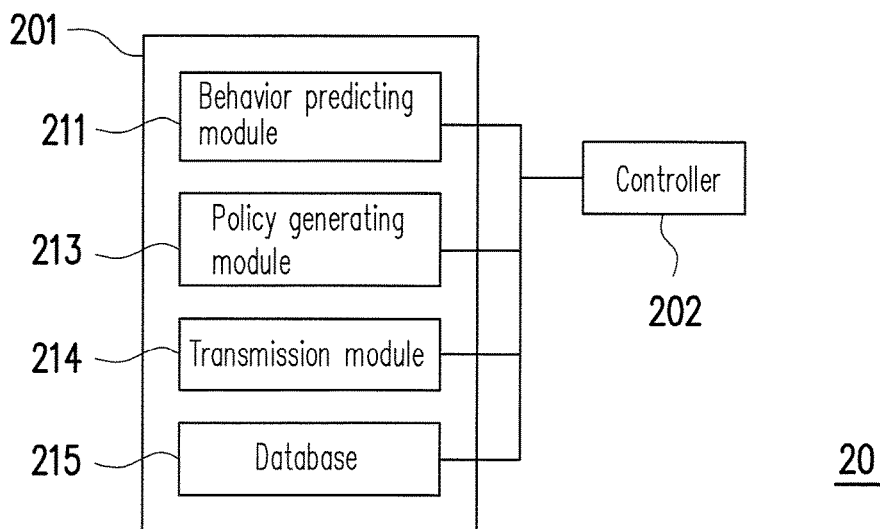 201
Behavior predicting
module
211
Controller
Policy generating
module
213
202
Transmission module
214
Database
215
20